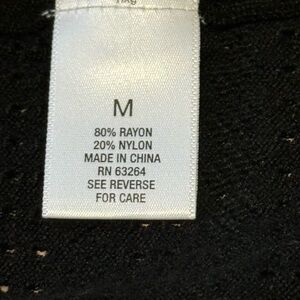 M
80% RAYON
20% NYLON
MADE IN CHINA
RN 63264
SEE REVERSE
FOR CARE